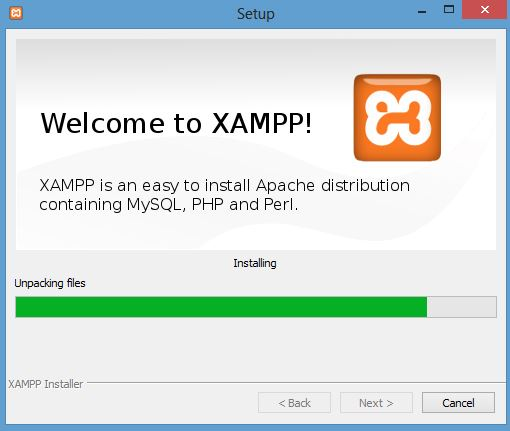 Setup
Welcome to XAMPP!
XAMPP is an easy to install Apache distribution
containing MySQL, PHP and Perl.
Installing
Unpacking files
XAMPP Installer
< Back
Next >
Cancel